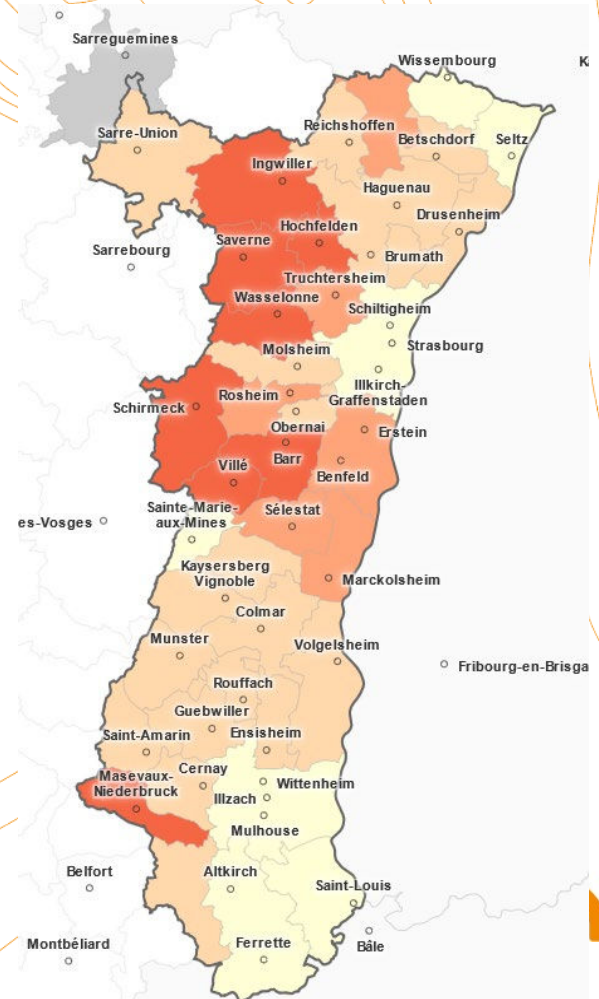 Sarreguemines
Wissembourg
K
Sarre-Union
Reichshoffen
Betschdorf
Seltz
Ingwiller
Haguenau
Drusenheim
Hochfelden
Saverne
Sarrebourg
Brumath
Truchtersheim
Wasselonne
Schiltigheim
Strasbourg
Molsheim
Illkirch-
Graffenstaden
Rosheim
Schirmeck
Obernai
Erstein
Barr
Villé
Benfeld
Sainte-Marie-
aux-Mines
Sélestat
es-Vosges
Kaysersberg
Vignoble
Marckolsheim
Colmar
Munster
Volgelsheim
Fribourg-en-Brisga
Rouffach
Guebwiller
Saint-Amarin
Ensisheim
Masevaux-
Niederbruck
Cernay
Wittenheim
Illzach
Mulhouse
Belfort
Altkirch
Saint-Louis
Montbéliard
Ferrette
Bâle